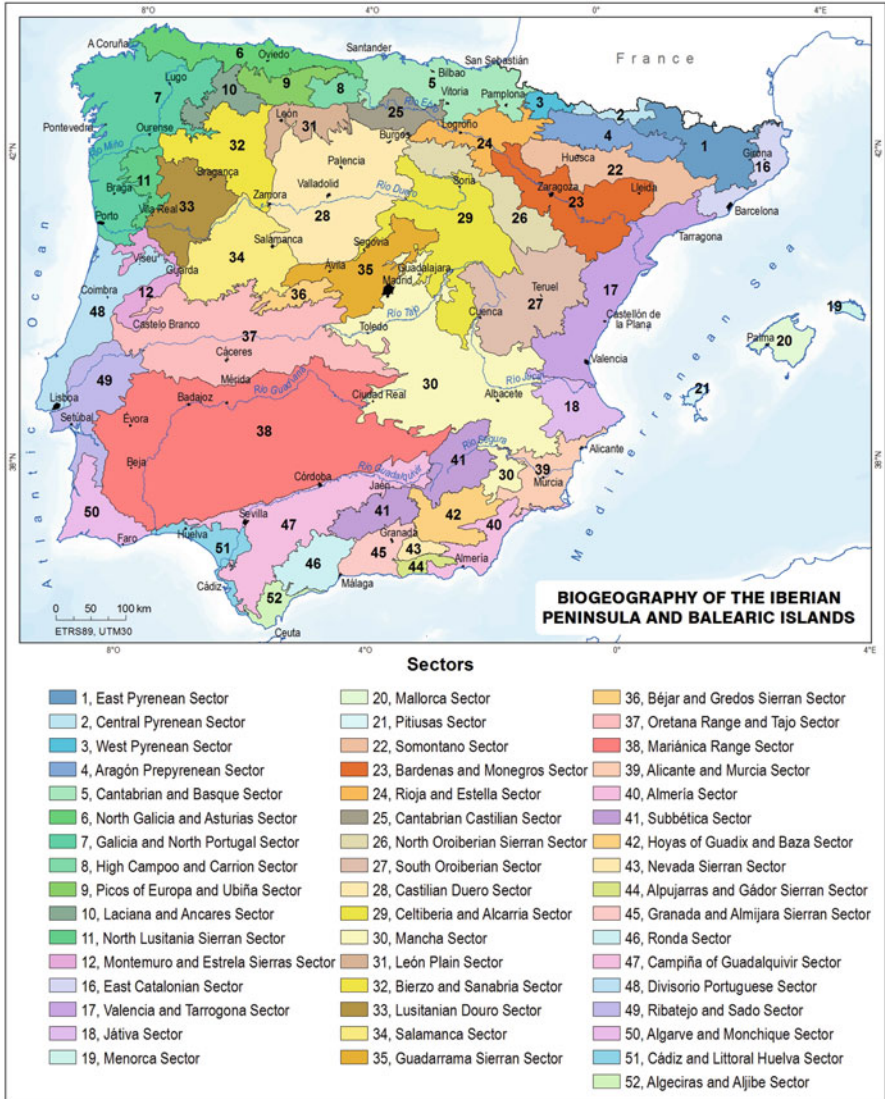 A Coruña
Oviedo
Santander
San Sebastián
France
6
Lugo
9
8
5
Bilbao
7
10
Vitoria
Pamplona
3
2
Pontevedra
Ourense
León
31
25
Río Ebro
Logroño
4
1
Burgos
24
Huesca
Girona
Río Miño
32
22
16
11
Bragança
Palencia
Soria
Zaragoza
Lleida
Braga
Valladolid
Río Duero
23
Porto
Vila Real
33
Zamora
28
29
26
Barcelona
Salamanca
Segovia
Tarragona
Viseu
34
Guarda
Ávila
35
Guadalajara
Madrid
Teruel
17
Coimbra
12
36
19
48
Cuenca
27
Castellón de
la Plana
Castelo Branco
Río Tajo
Palma
20
37
Toledo
Cáceres
Valencia
49
Mérida
Río Guadiana
30
Río Júcar
21
Lisboa
Badajoz
Ciudad Real
Albacete
Setúbal
Évora
18
38
Río Segura
Alicante
Beja
41
39
Río Guadalquivir
30
Murcia
Córdoba
Jaén
50
Sevilla
41
42
Huelva
47
40
Faro
Granada
43
51
46
45
44
Almería
Cádiz
Málaga
52
Ceuta
Atlantic Ocean
Mediterranean Sea
8°O
4°O
0°
4°E
42°N
42°N
36°N
36°N
8°O
4°O
0°
4°E
0 50 100 km
ETRS89, UTM30
BIOGEOGRAPHY OF THE IBERIAN
PENINSULA AND BALEARIC ISLANDS
Sectors
1, East Pyrenean Sector
2, Central Pyrenean Sector
3, West Pyrenean Sector
4, Aragón Prepyrenean Sector
5, Cantabrian and Basque Sector
6, North Galicia and Asturias Sector
7, Galicia and North Portugal Sector
8, High Campoo and Carrion Sector
9, Picos of Europa and Ubiña Sector
10, Laciana and Ancares Sector
11, North Lusitania Sierran Sector
12, Montemuro and Estrela Sierras Sector
16, East Catalonian Sector
17, Valencia and Tarrogona Sector
18, Játiva Sector
19, Menorca Sector
20, Mallorca Sector
21, Pitiusas Sector
22, Somontano Sector
23, Bardenas and Monegros Sector
24, Rioja and Estella Sector
25, Cantabrian Castilian Sector
26, North Oroiberian Sierran Sector
27, South Oroiberian Sector
28, Castilian Duero Sector
29, Celtiberia and Alcarria Sector
30, Mancha Sector
31, León Plain Sector
32, Bierzo and Sanabria Sector
33, Lusitanian Douro Sector
34, Salamanca Sector
35, Guadarrama Sierran Sector
36, Béjar and Gredos Sierran Sector
37, Oretana Range and Tajo Sector
38, Mariánica Range Sector
39, Alicante and Murcia Sector
40, Almería Sector
41, Subbética Sector
42, Hoyas of Guadix and Baza Sector
43, Nevada Sierran Sector
44, Alpujarras and Gádor Sierran Sector
45, Granada and Almijara Sierran Sector
46, Ronda Sector
47, Campiña of Guadalquivir Sector
48, Divisorio Portuguese Sector
49, Ribatejo and Sado Sector
50, Algarve and Monchique Sector
51, Cádiz and Littoral Huelva Sector
52, Algeciras and Aljibe Sector